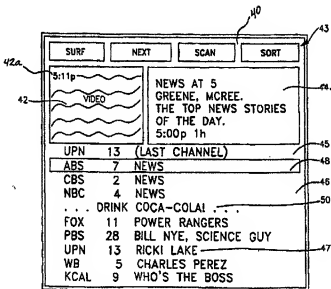 40
43
SURF NEXT SCAN SORT
42a
5:11p
42
VIDEO
NEWS AT 5
GREENE, MCREE.
THE TOP NEWS STORIES
OF THE DAY.
5:00p 1h
UPN 13 (LAST CHANNEL) 45
ABS 7 NEWS 48
CBS 2 NEWS
NBC 4 NEWS 46
. . . DRINK COCA-COLA! . . . 50
FOX 11 POWER RANGERS
PBS 28 BILL NYE, SCIENCE GUY
UPN 13 RICKI LAKE 47
WB 5 CHARLES PEREZ
KCAL 9 WHO'S THE BOSS